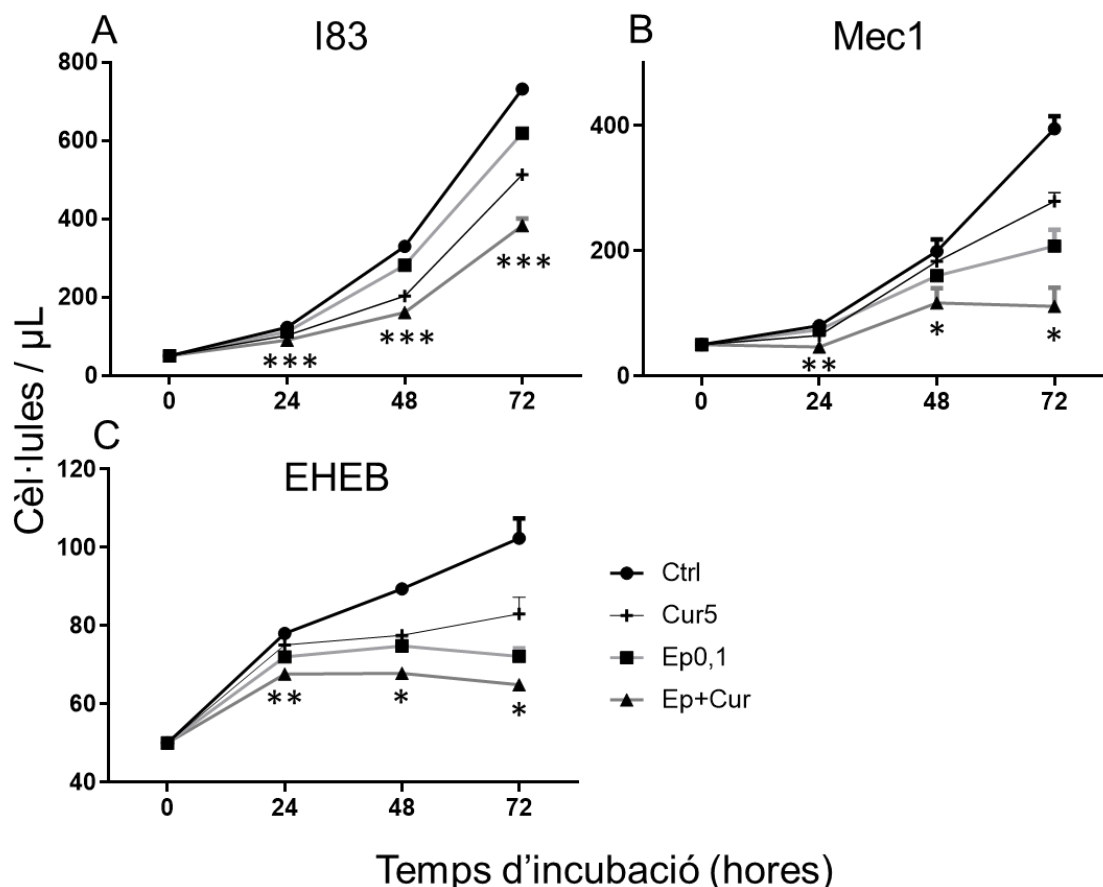 A
I83
800
600
400
200
0
***
***
***
0 24 48 72
B
Mec1
400
200
0
**
*
*
0 24 48 72
C
EHEB
120
100
80
60
40
**
*
*
0 24 48 72
Ctrl
Cur5
Ep0,1
Ep+Cur
Cèl·lules / µL
Temps d'incubació (hores)